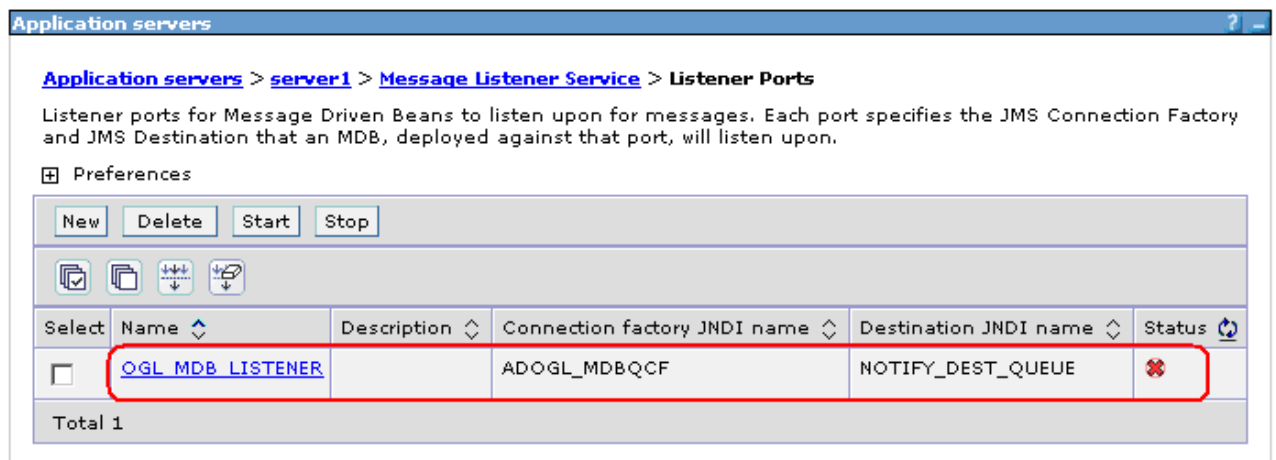 Application servers ? _
Application servers > server1 > Message Listener Service > Listener Ports
Listener ports for Message Driven Beans to listen upon for messages. Each port specifies the JMS Connection Factory
and JMS Destination that an MDB, deployed against that port, will listen upon.
Preferences
New Delete Start Stop
Select Name Description Connection factory JNDI name Destination JNDI name Status
OGL_MDB_LISTENER ADOGL_MDBQCF NOTIFY_DEST_QUEUE
Total 1